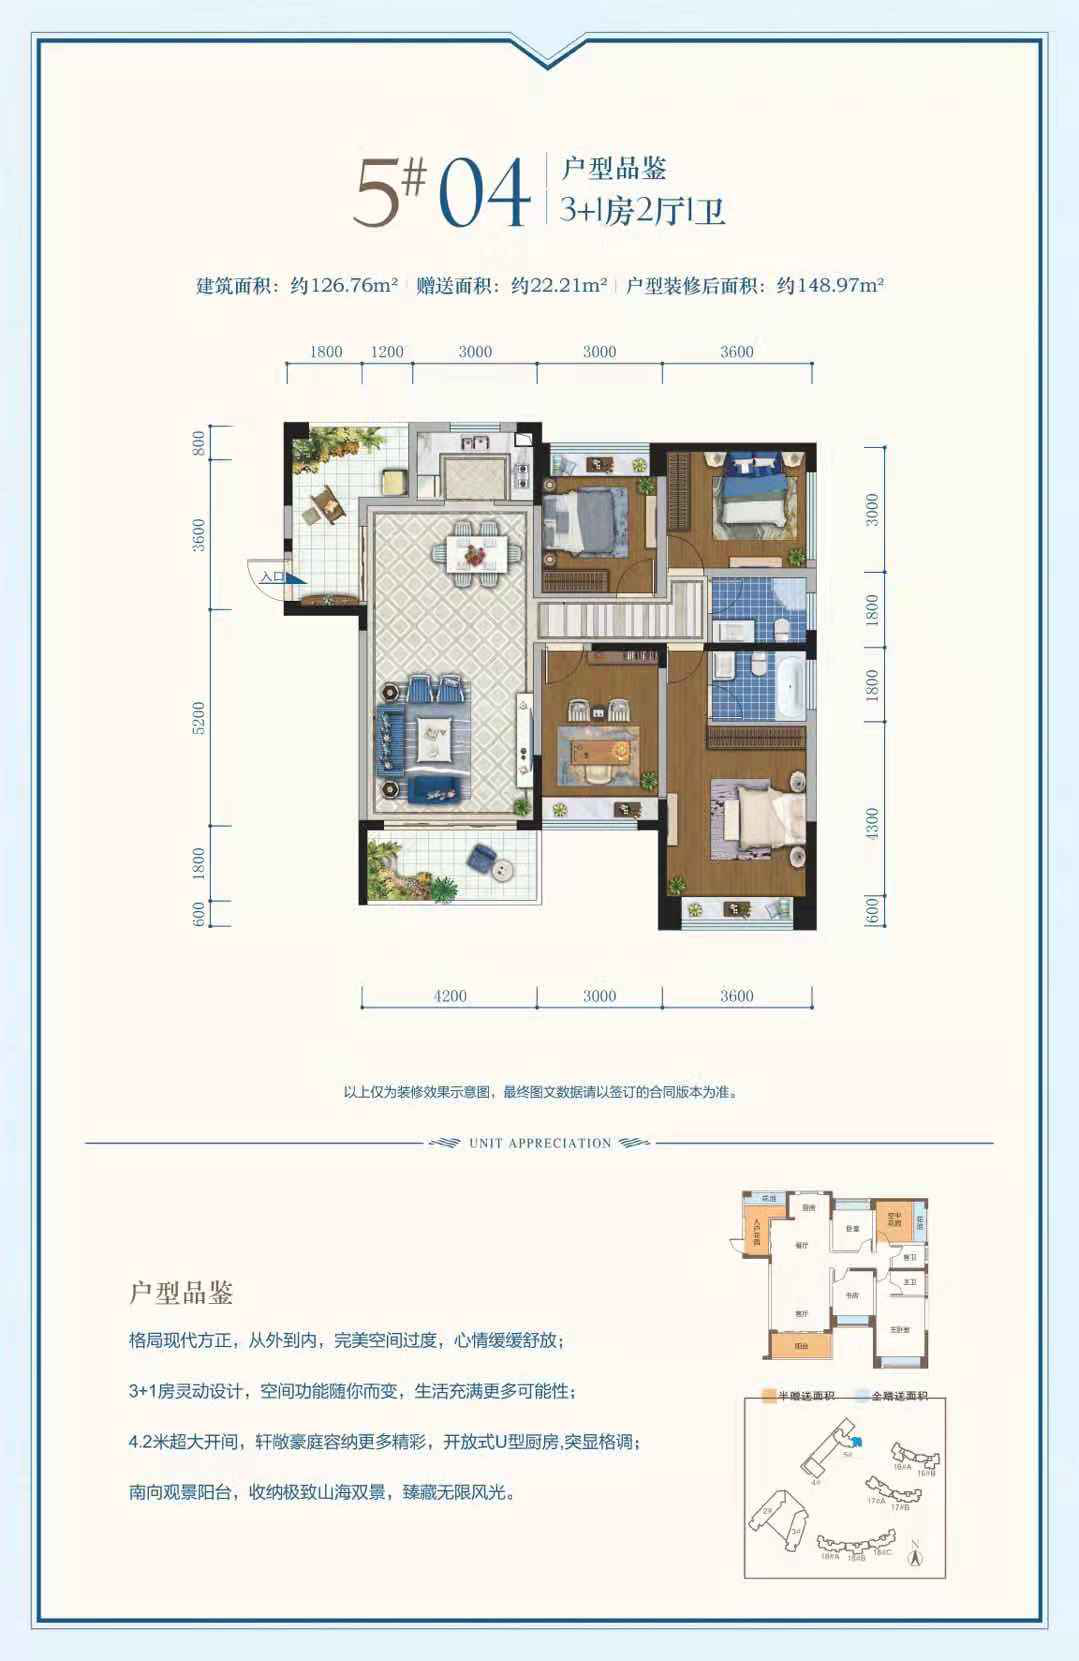 5# 04
户型品鉴
3+1房2厅1卫
建筑面积：约126.76m² 赠送面积：约22.21m² 户型装修后面积：约148.97m²
1800 1200 3000 3000 3600
800
3600
5200
1800
600
3000
1800
1800
4300
600
入口
4200 3000 3600
以上仅为装修效果示意图，最终图文数据请以签订的合同版本为准。
UNIT APPRECIATION
户型品鉴
格局现代方正，从外到内，完美空间过度，心情缓缓舒放；
3+1房灵动设计，空间功能随你而变，生活充满更多可能性；
4.2米超大开间，轩敞豪庭容纳更多精彩，开放式U型厨房,突显格调；
南向观景阳台，收纳极致山海双景，臻藏无限风光。
花池
厨房
入户花园
卧室
空中花园
花池
餐厅
客卫
主卫
书房
客厅
主卧室
阳台
半赠送面积 全赠送面积
5#
4#
18#A
16#B
17#A
17#B
2#
3#
18#A
18#B
18#C
N